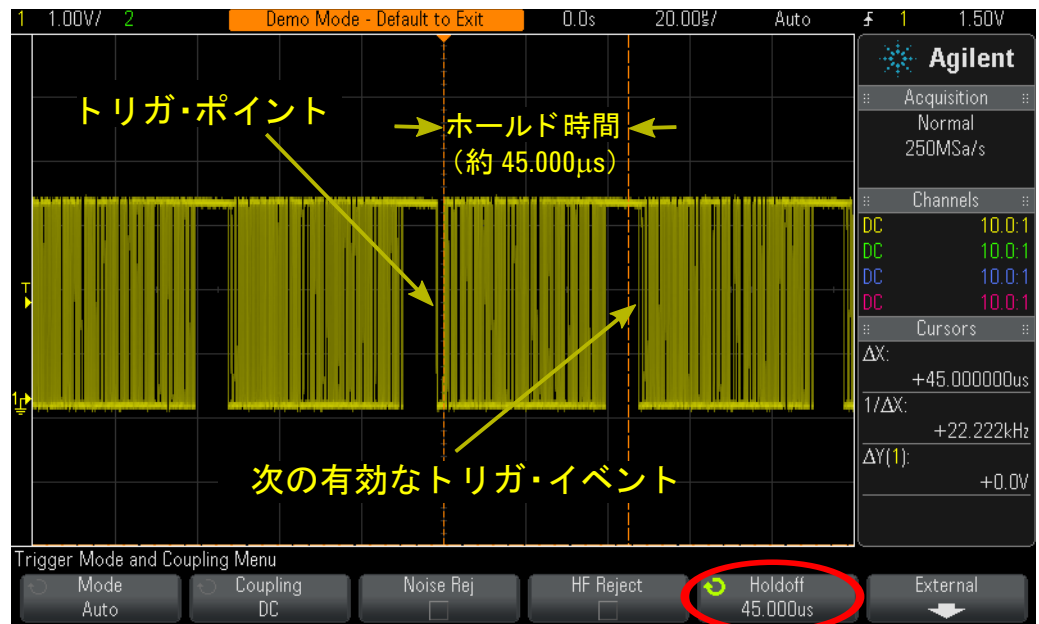 1 1.00V/ 2 Demo Mode - Default to Exit 0.0s 20.00㎲/ Auto 1 1.50V
Agilent
Acquisition
Normal
250MSa/s
Channels
DC 10.0:1
DC 10.0:1
DC 10.0:1
DC 10.0:1
Cursors
ΔX:
+45.000000us
1/ΔX:
+22.222kHz
ΔY(1):
+0.0V
トリガ・ポイント
ホールド時間
(約 45.000μs)
T
1
次の有効なトリガ・イベント
Trigger Mode and Coupling Menu
Mode
Auto
Coupling
DC
Noise Rej
HF Reject
Holdoff
45.000us
External